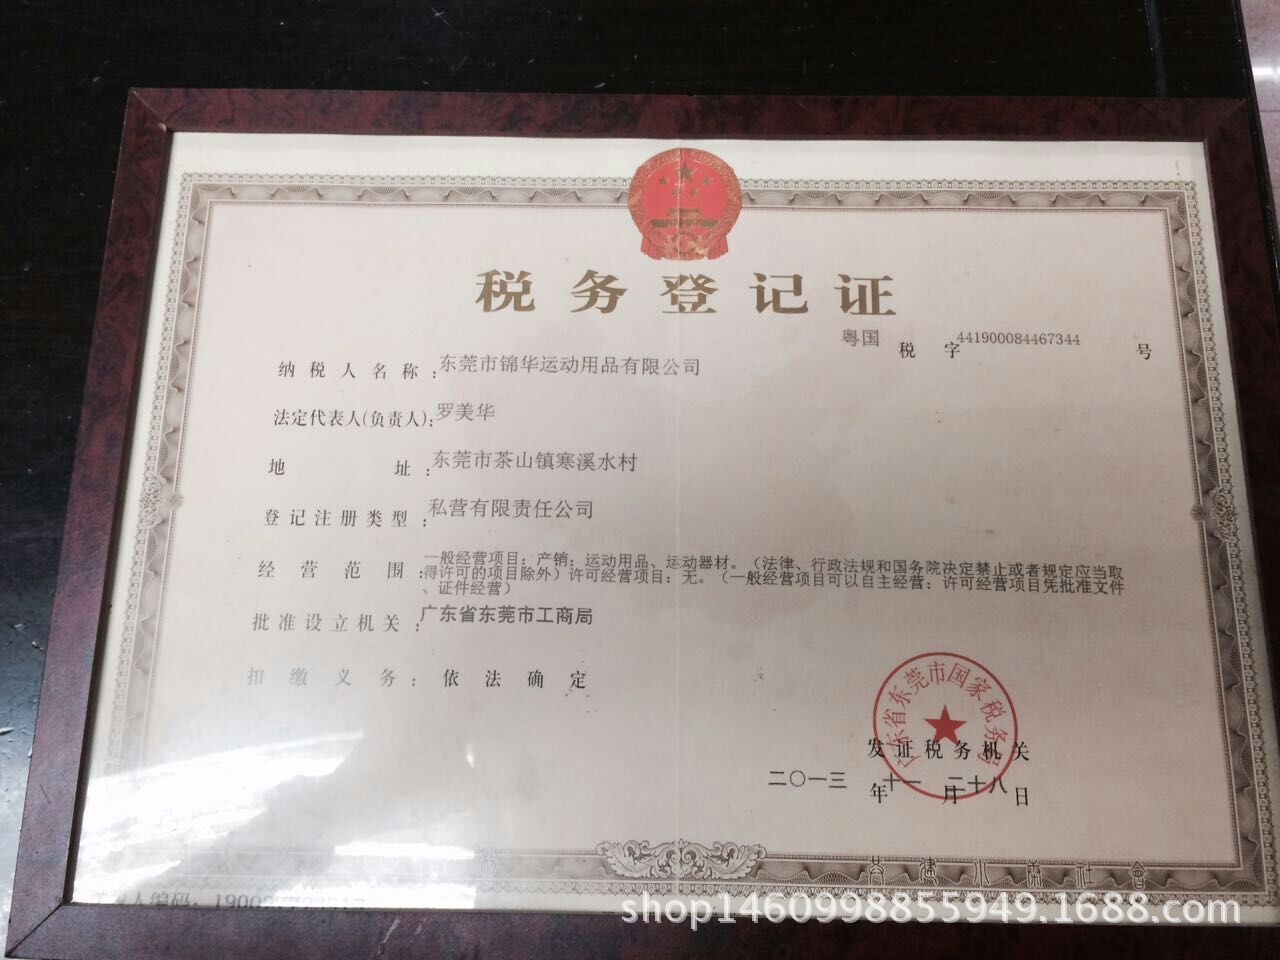 税务登记证
粤国 税 字 441900084467344 号
纳税人名称：东莞市锦华运动用品有限公司
法定代表人(负责人)：罗美华
地 址：东莞市茶山镇寒溪水村
登记注册类型：私营有限责任公司
经营范围：一般经营项目：产销：运动用品、运动器材。（法律、行政法规和国务院决定禁止或者规定应当取
得许可的项目除外）许可经营项目：无。（一般经营项目可以自主经营；许可经营项目凭批准文件
、证件经营）
批准设立机关：广东省东莞市工商局
扣缴义务：依法确定
广东省东莞市国家税务局
发证税务机关
二〇一三 年 十一 月 二十八 日
人编码：
shop1460998855949.1688.com